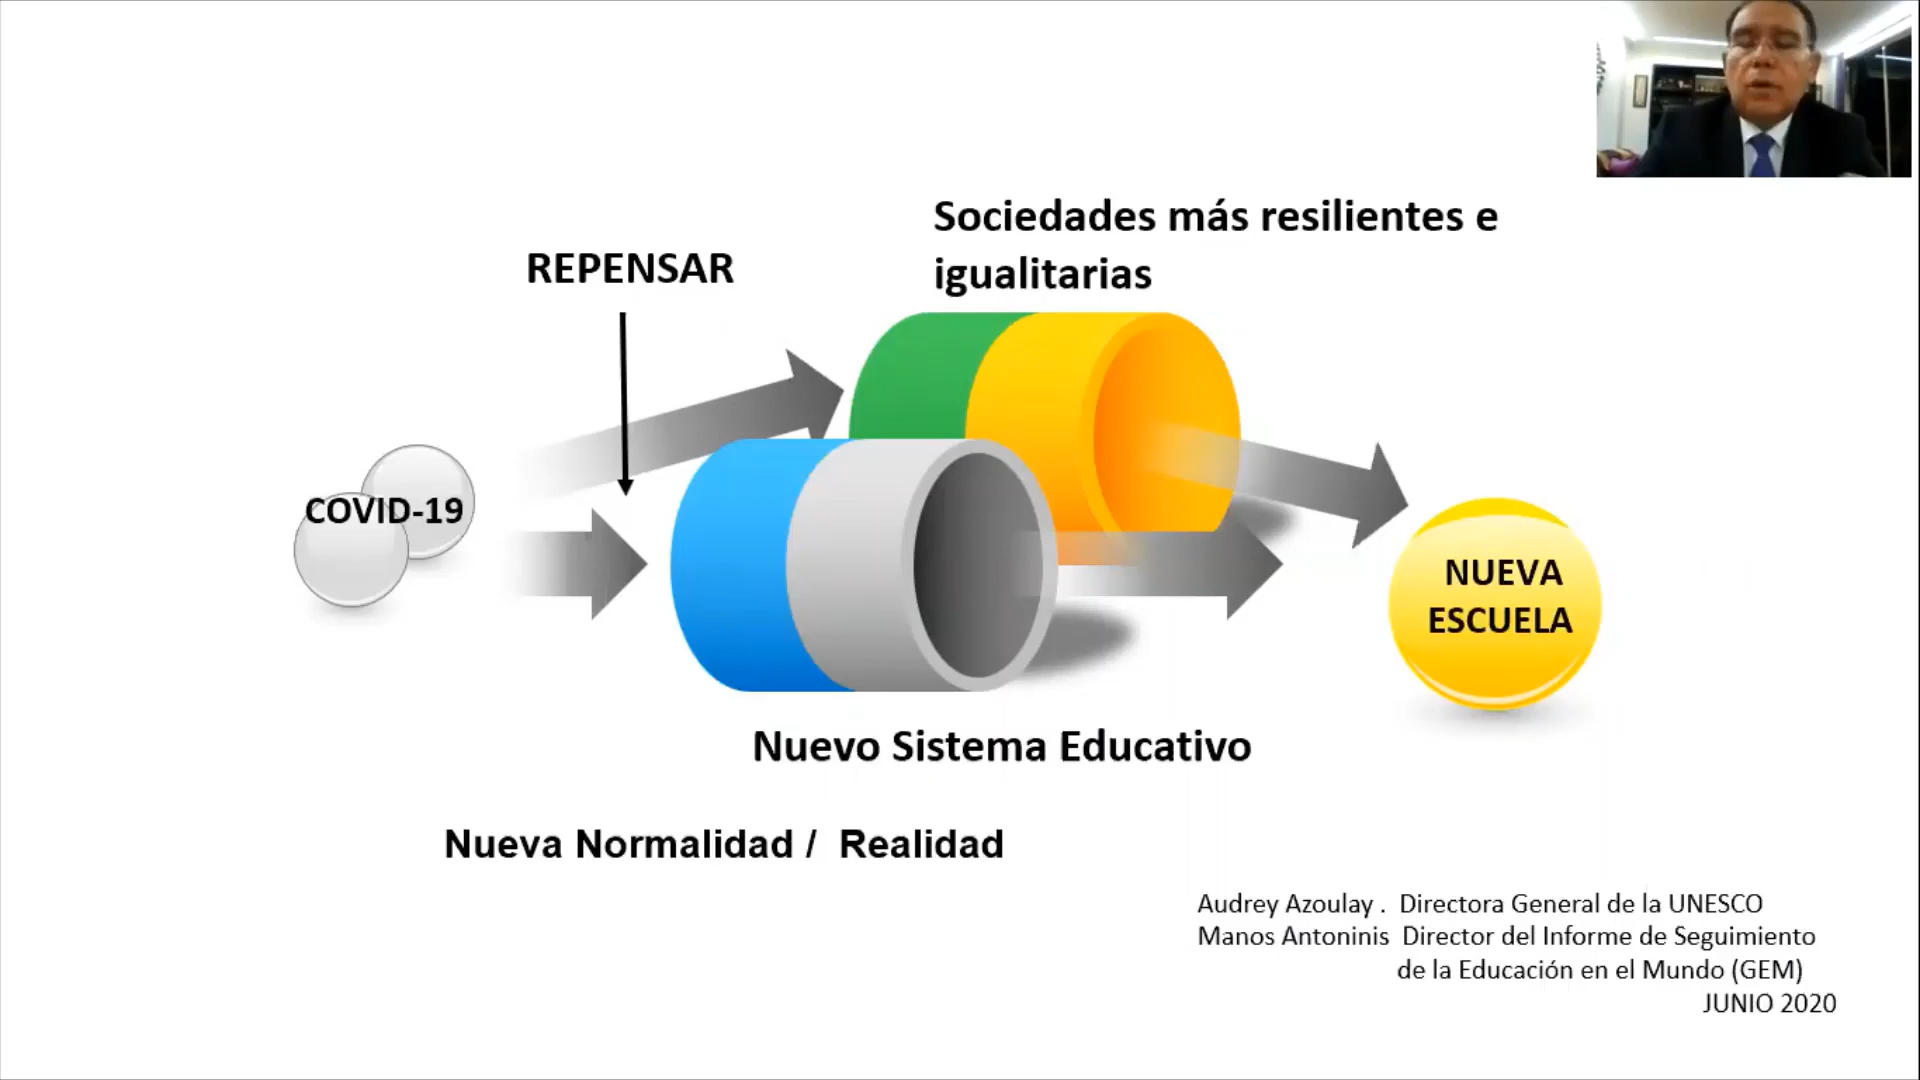 Sociedades más resilientes e
igualitarias
REPENSAR
COVID-19
NUEVA
ESCUELA
Nuevo Sistema Educativo
Nueva Normalidad / Realidad
Audrey Azoulay . Directora General de la UNESCO
Manos Antoninis Director del Informe de Seguimiento
de la Educación en el Mundo (GEM)
JUNIO 2020